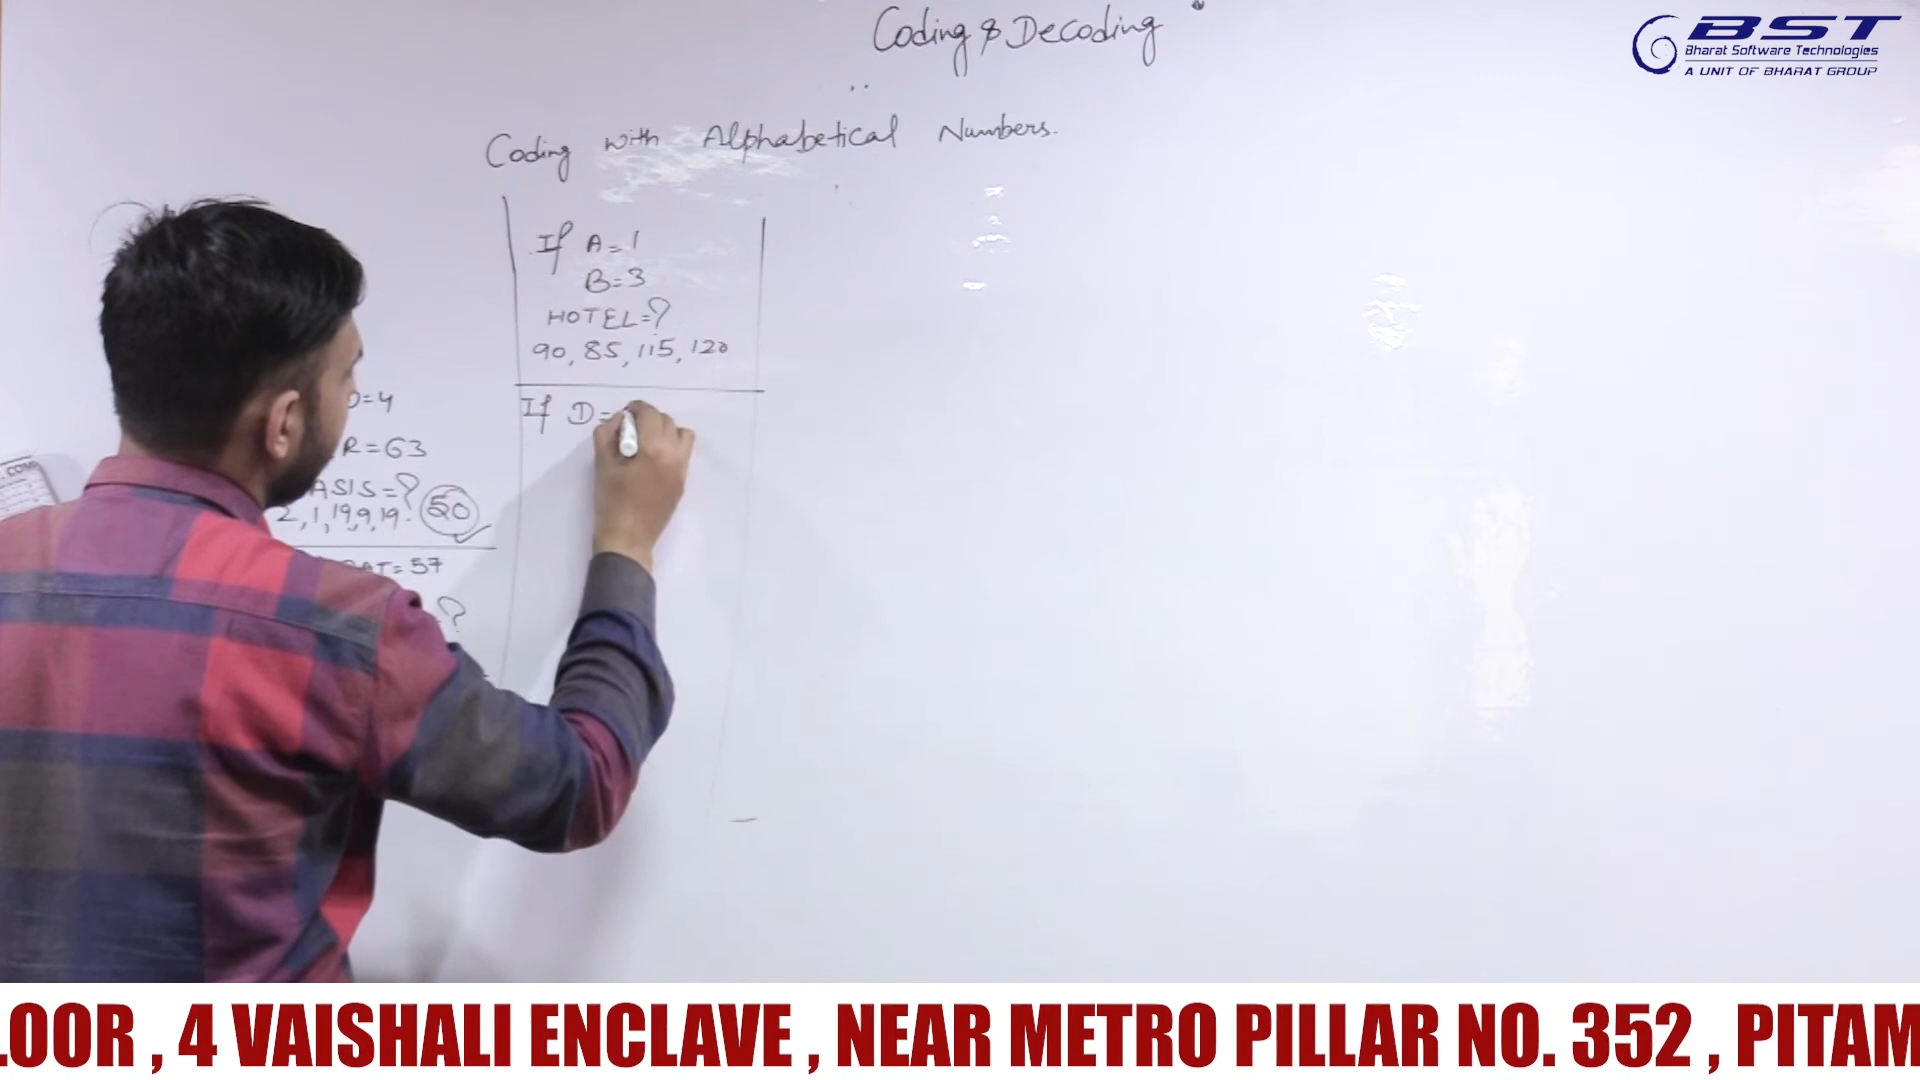 Coding & Decoding
BST
Bharat Software Technologies
A UNIT OF BHARAT GROUP
Coding with Alphabetical Numbers.
If A=1
B=3
HOTEL=?
90, 85, 115, 120
If D=
D=4
R=63
ASIS=?
2, 1, 19, 9, 19. 50
AT=57
=?
LOOR , 4 VAISHALI ENCLAVE , NEAR METRO PILLAR NO. 352 , PITAM